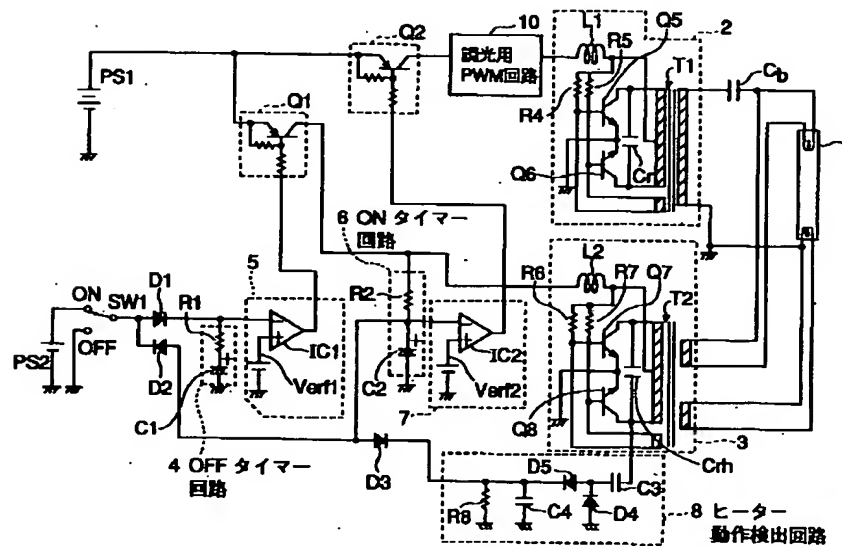 Q2
10
L1
Q5
2
調光用
PWM回路
R5
T1
Cb
PS1
Q1
R4
Cr
Q6
6 ONタイマー
回路
5
L2
R6
R7
Q7
T2
R2
D1
ON
SW1
R1
OFF
PS2
IC1
IC2
D2
Verf1
C2
Verf2
C1
7
Q8
3
4 OFFタイマー
回路
D3
D5
C3
Crh
R8
C4
D4
8 ヒーター
動作検出回路